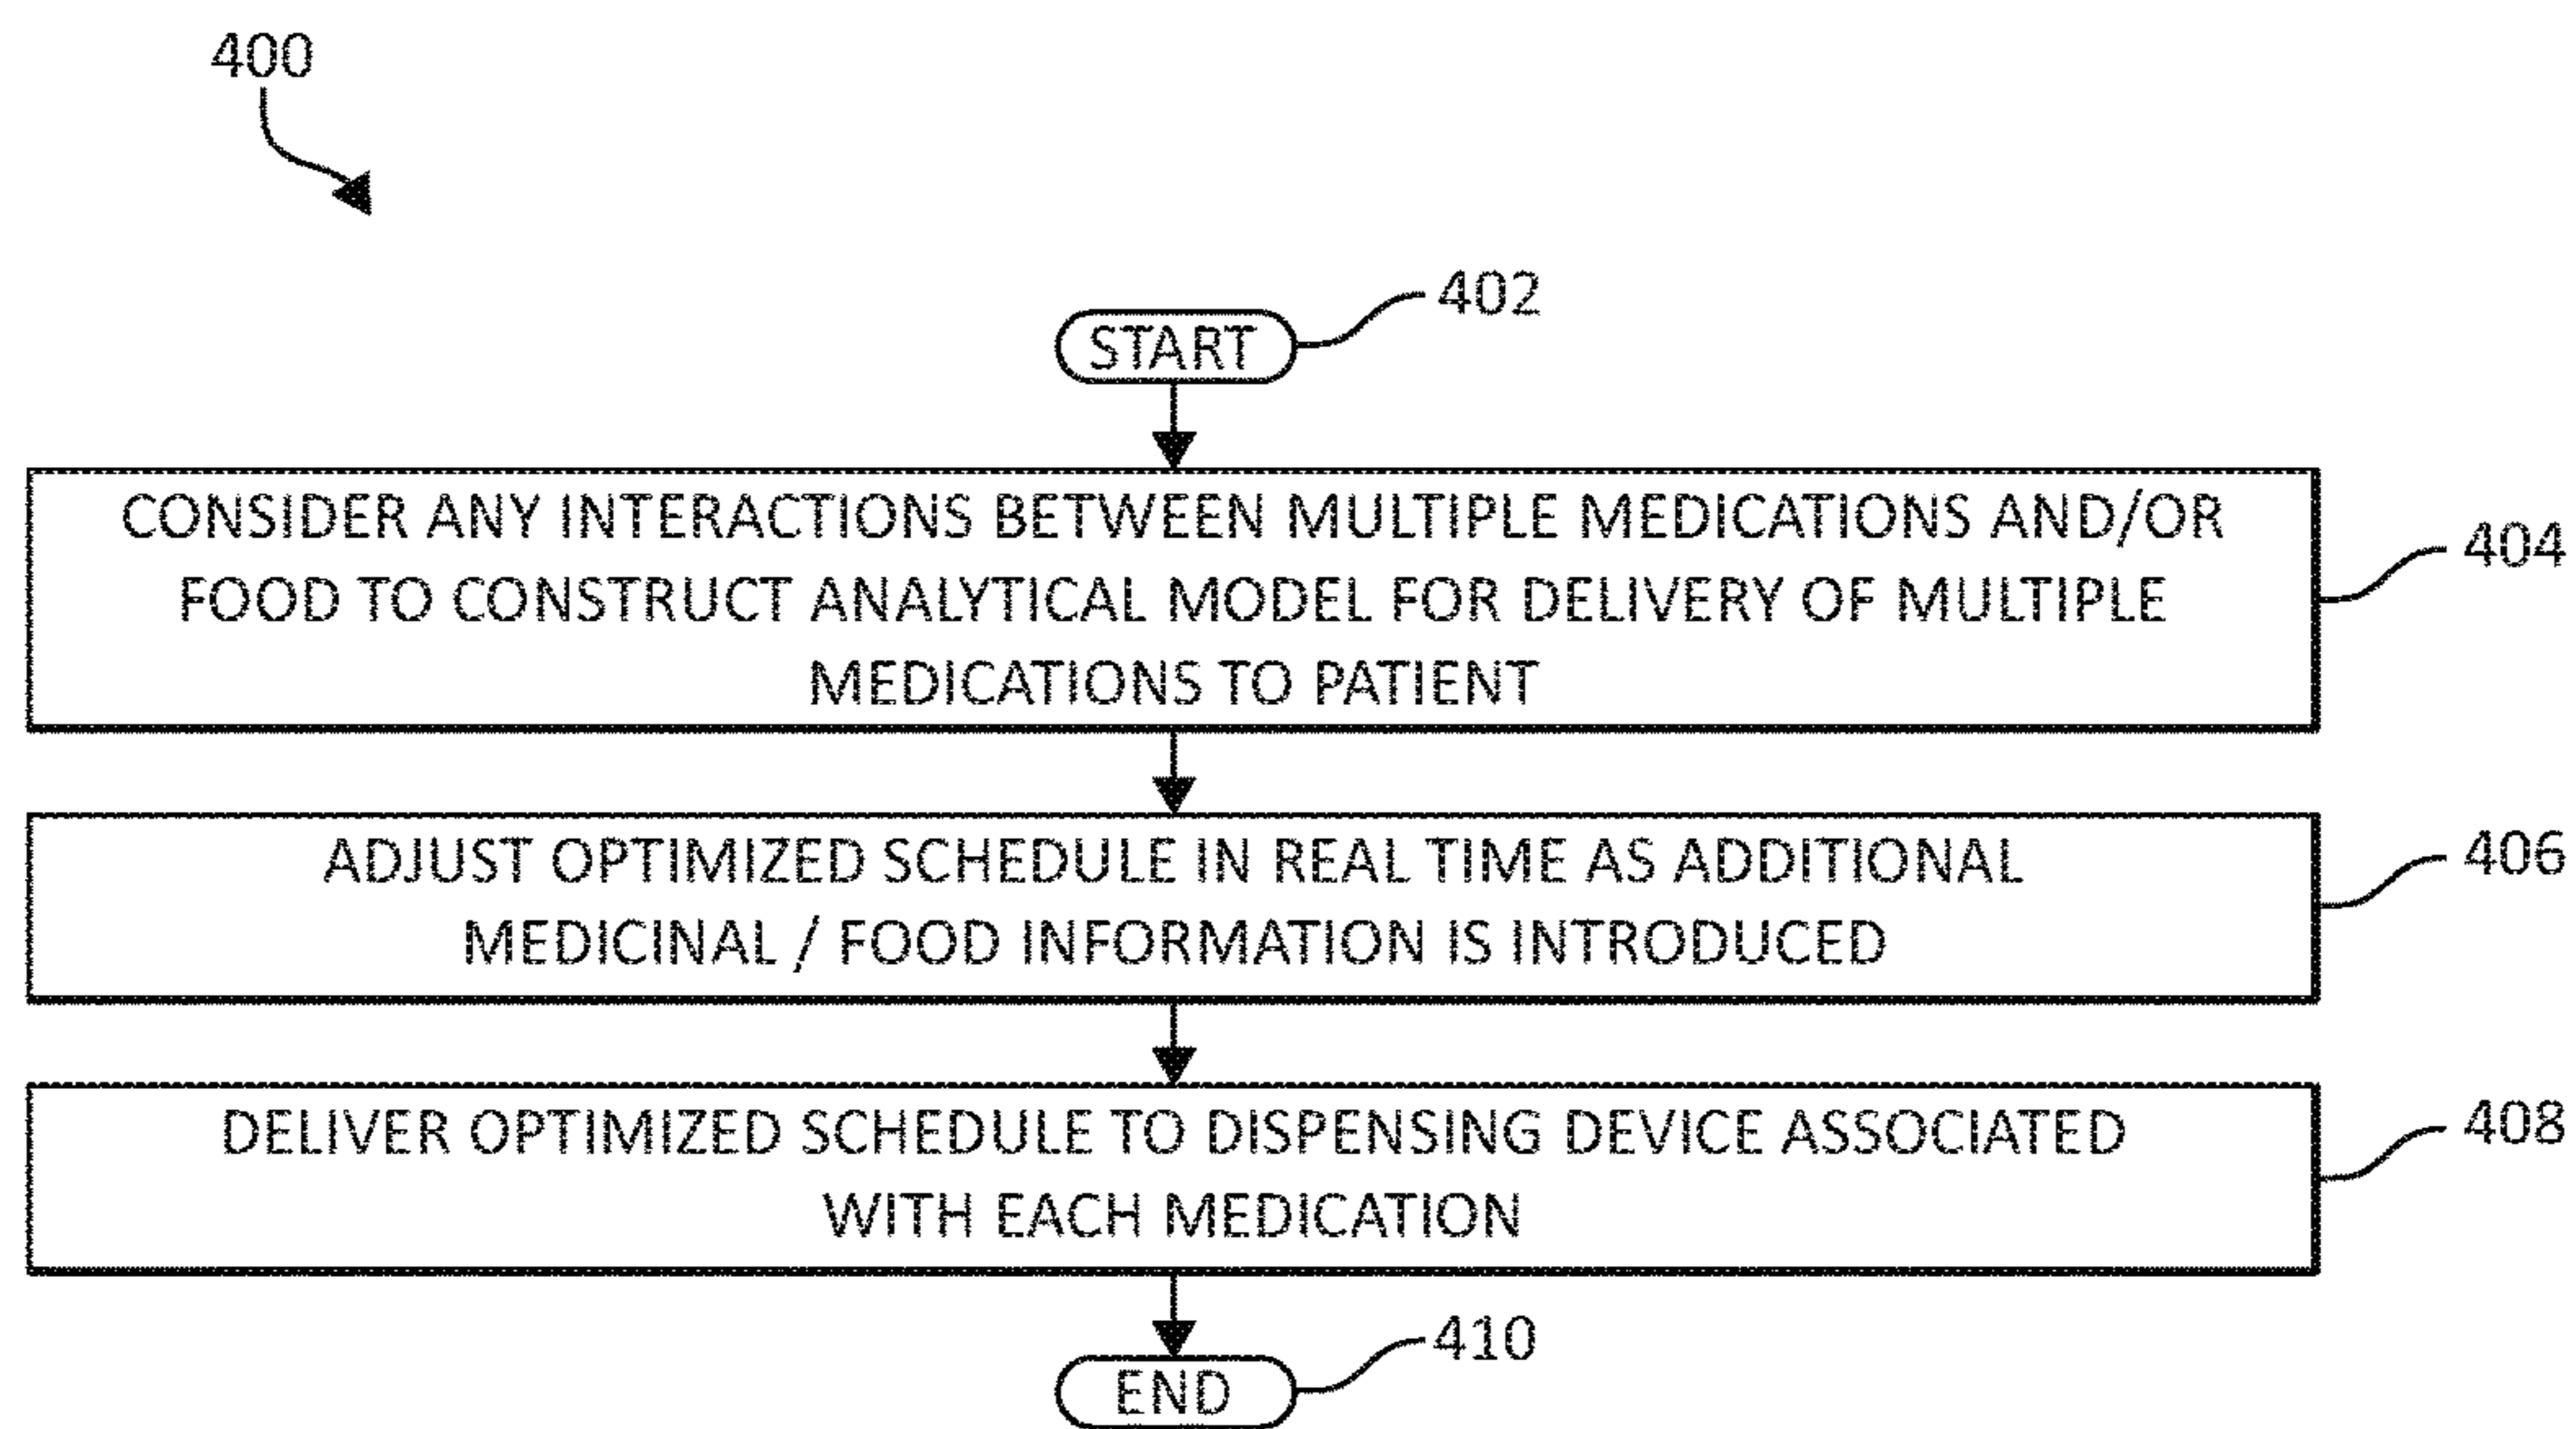 400
START
402
CONSIDER ANY INTERACTIONS BETWEEN MULTIPLE MEDICATIONS AND/OR
FOOD TO CONSTRUCT ANALYTICAL MODEL FOR DELIVERY OF MULTIPLE
MEDICATIONS TO PATIENT
404
ADJUST OPTIMIZED SCHEDULE IN REAL TIME AS ADDITIONAL
MEDICINAL / FOOD INFORMATION IS INTRODUCED
406
DELIVER OPTIMIZED SCHEDULE TO DISPENSING DEVICE ASSOCIATED
WITH EACH MEDICATION
408
END
410